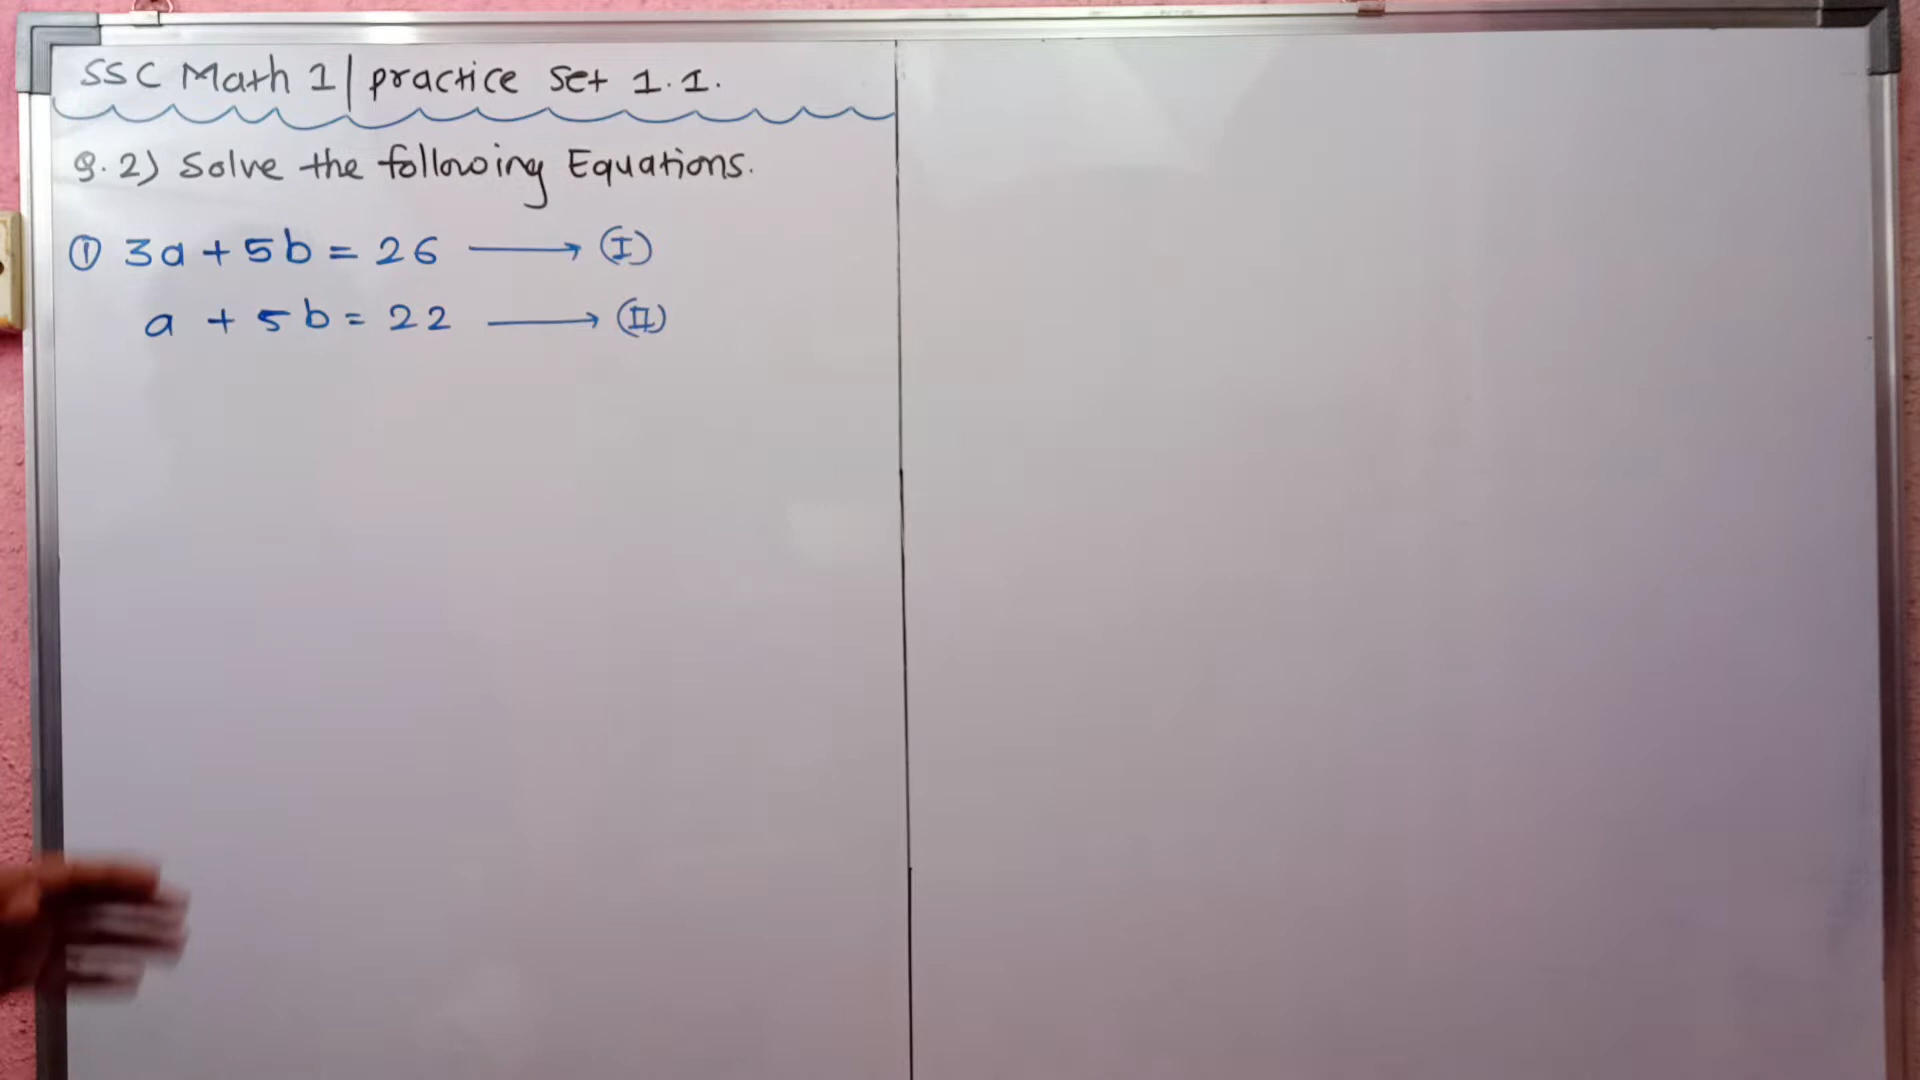 SSC Math 1 | practice Set 1.1.
Q.2) Solve the following Equations.
① 3a + 5b = 26 ⟶ (I)
a + 5b = 22 ⟶ (II)